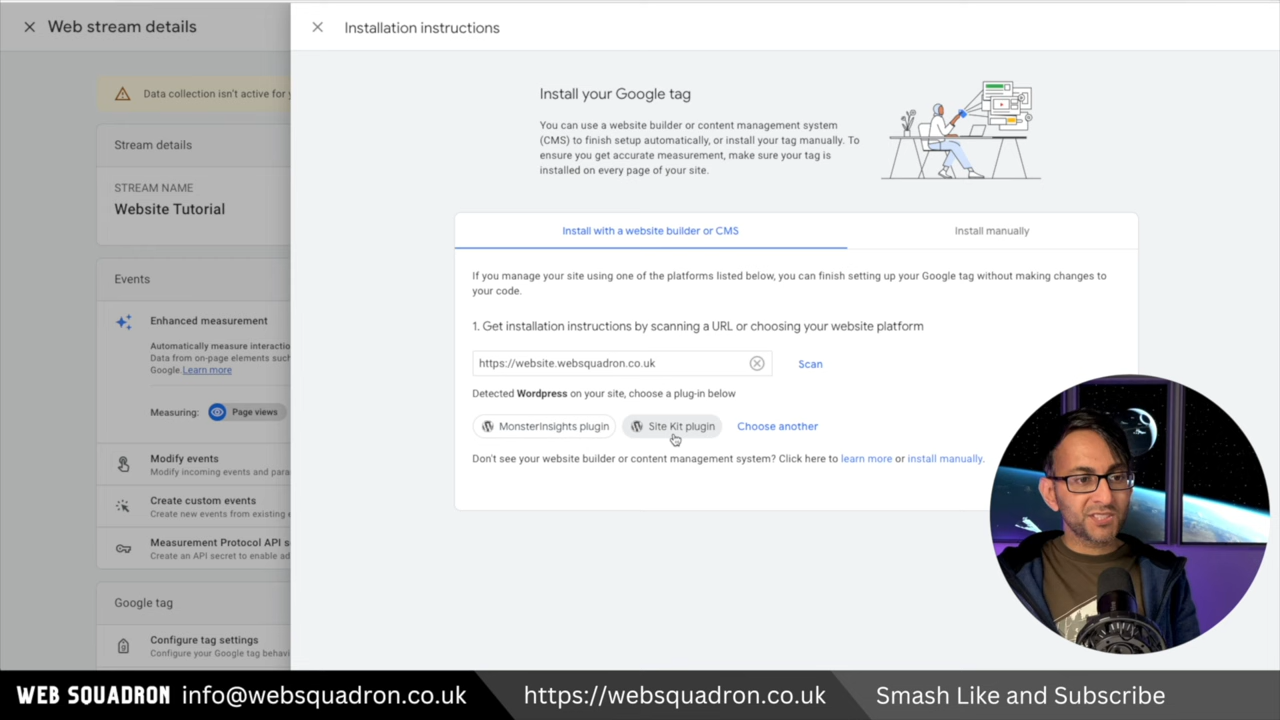 Web stream details
Data collection isn't active for y
Stream details
STREAM NAME
Website Tutorial
Events
Enhanced measurement
Automatically measure interactio
Data from on-page elements suc
Google. Learn more
Measuring: Page views
Modify events
Modify incoming events and para
Create custom events
Create new events from existing e
Measurement Protocol API s
Create an API secret to enable ad
Google tag
Configure tag settings
Configure your Google tag behavi
Installation instructions
Install your Google tag
You can use a website builder or content management system
(CMS) to finish setup automatically, or install your tag manually. To
ensure you get accurate measurement, make sure your tag is
installed on every page of your site.
Install with a website builder or CMS
Install manually
If you manage your site using one of the platforms listed below, you can finish setting up your Google tag without making changes to
your code.
1. Get installation instructions by scanning a URL or choosing your website platform
https://website.websquadron.co.uk
Scan
Detected Wordpress on your site, choose a plug-in below
MonsterInsights plugin
Site Kit plugin
Choose another
Don't see your website builder or content management system? Click here to learn more or install manually.
WEB SQUADRON info@websquadron.co.uk
https://websquadron.co.uk
Smash Like and Subscribe